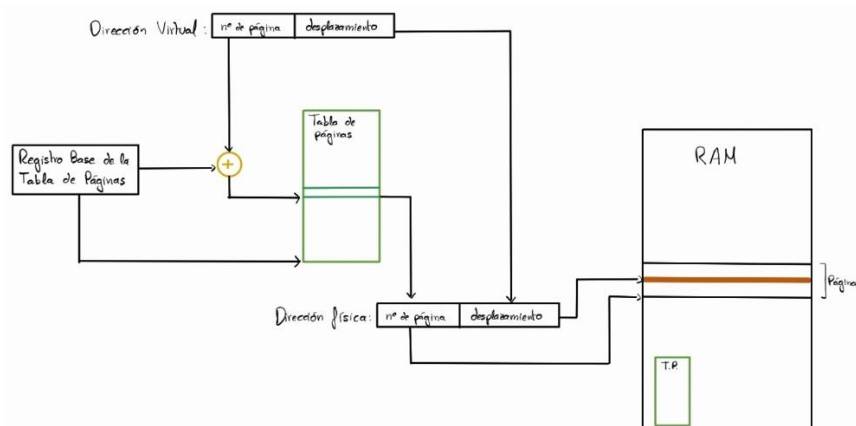 Dirección Virtual:
nº de página
desplazamiento
Tabla de
páginas
Registro Base de la
Tabla de Páginas
+
RAM
Página
Dirección física:
nº de página
desplazamiento
T.P.